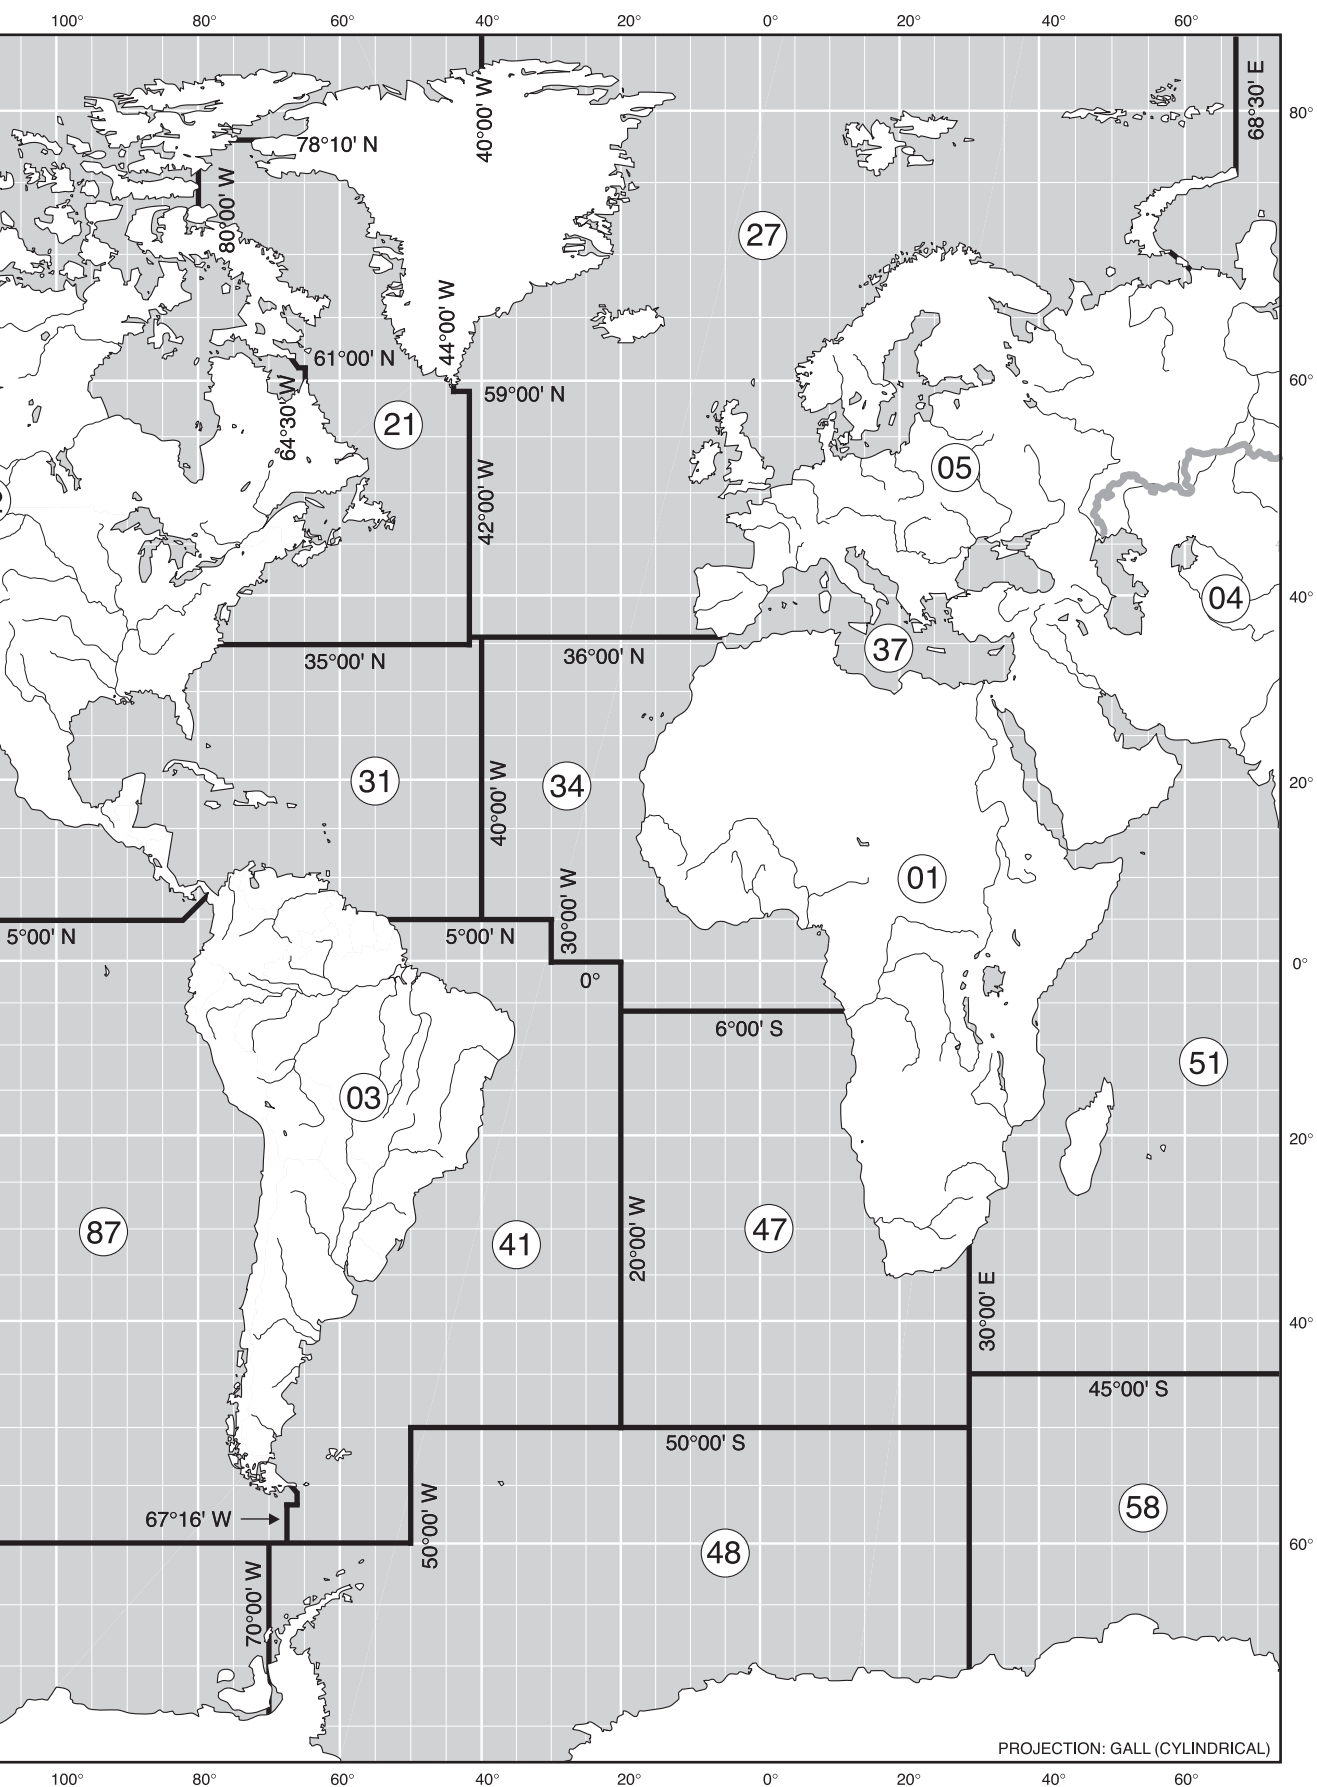 100° 80° 60° 40° 20° 0° 20° 40° 60°
68°30' E
40°00' W
80°
78°10' N
80°00' W
27
44°00' W
61°00' N
60°
59°00' N
64°30' W
21
05
42°00' W
40°
04
37
35°00' N
36°00' N
31
34
20°
40°00' W
01
30°00' W
5°00' N
5°00' N
0°
0°
6°00' S
51
03
20°
87
41
20°00' W
47
30°00' E
40°
45°00' S
50°00' S
67°16' W
50°00' W
58
48
60°
70°00' W
PROJECTION: GALL (CYLINDRICAL)
100° 80° 60° 40° 20° 0° 20° 40° 60°